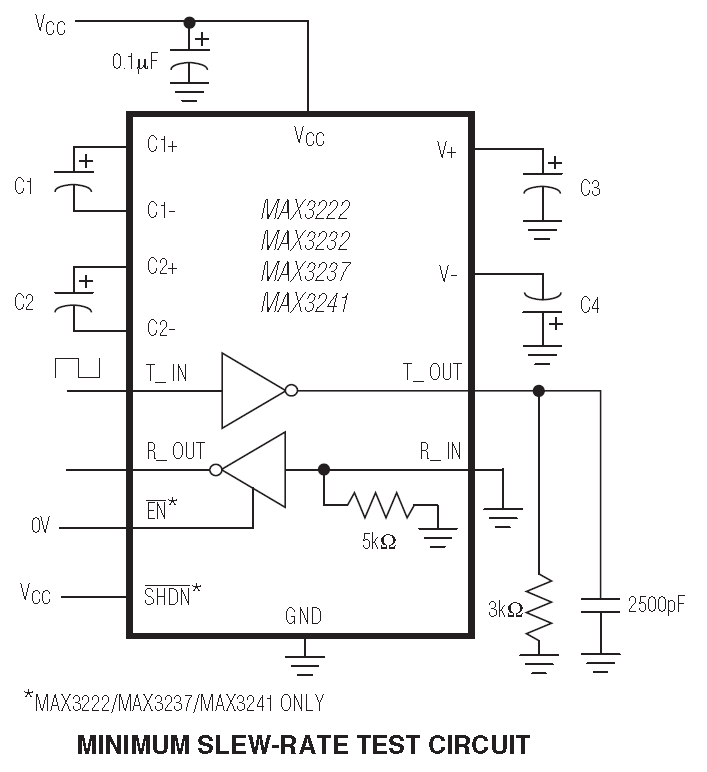 VCC
+
0.1µF
VCC
C1+
C1
+
C1-
C2+
C2
+
C2-
MAX3222
MAX3232
MAX3237
MAX3241
V+
+
C3
V-
C4
+
T_ IN
T_ OUT
R_ OUT
R_ IN
0V
EN*
5kΩ
VCC
SHDN*
GND
3kΩ
2500pF
*MAX3222/MAX3237/MAX3241 ONLY
MINIMUM SLEW-RATE TEST CIRCUIT